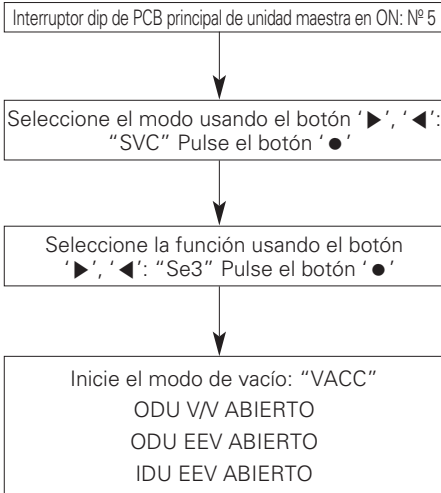 Interruptor dip de PCB principal de unidad maestra en ON: Nº 5
Seleccione el modo usando el botón ‘▶’, ‘◀’:
“SVC” Pulse el botón ‘●’
Seleccione la función usando el botón
‘▶’, ‘◀’: “Se3” Pulse el botón ‘●’
Inicie el modo de vacío: “VACC”
ODU V/V ABIERTO
ODU EEV ABIERTO
IDU EEV ABIERTO